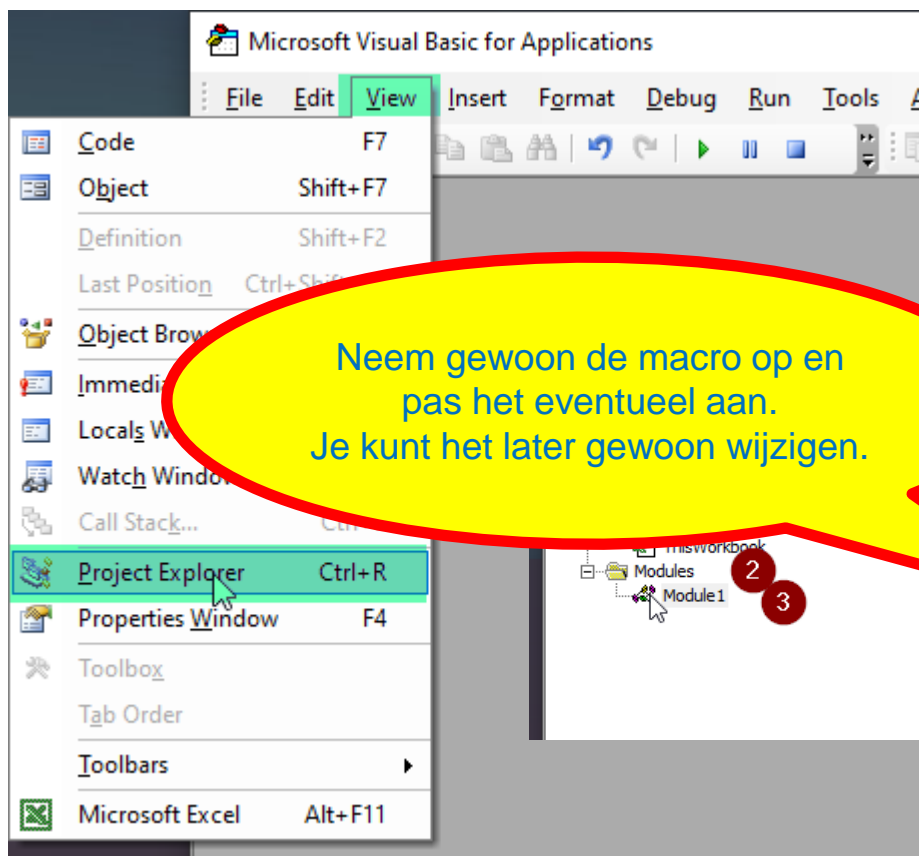 Microsoft Visual Basic for Applications
File Edit View Insert Format Debug Run Tools
Code F7
Object Shift+F7
Definition Shift+F2
Last Position
Object
Locals
Watch
Call Stack...
Neem gewoon de macro op en
pas het eventueel aan.
Je kunt het later gewoon wijzigen.
Project Explorer Ctrl+R
Properties Window F4
Toolbox
Tab Order
Toolbars
Microsoft Excel Alt+F11
ThisWorkbook
Modules 2
Module1 3